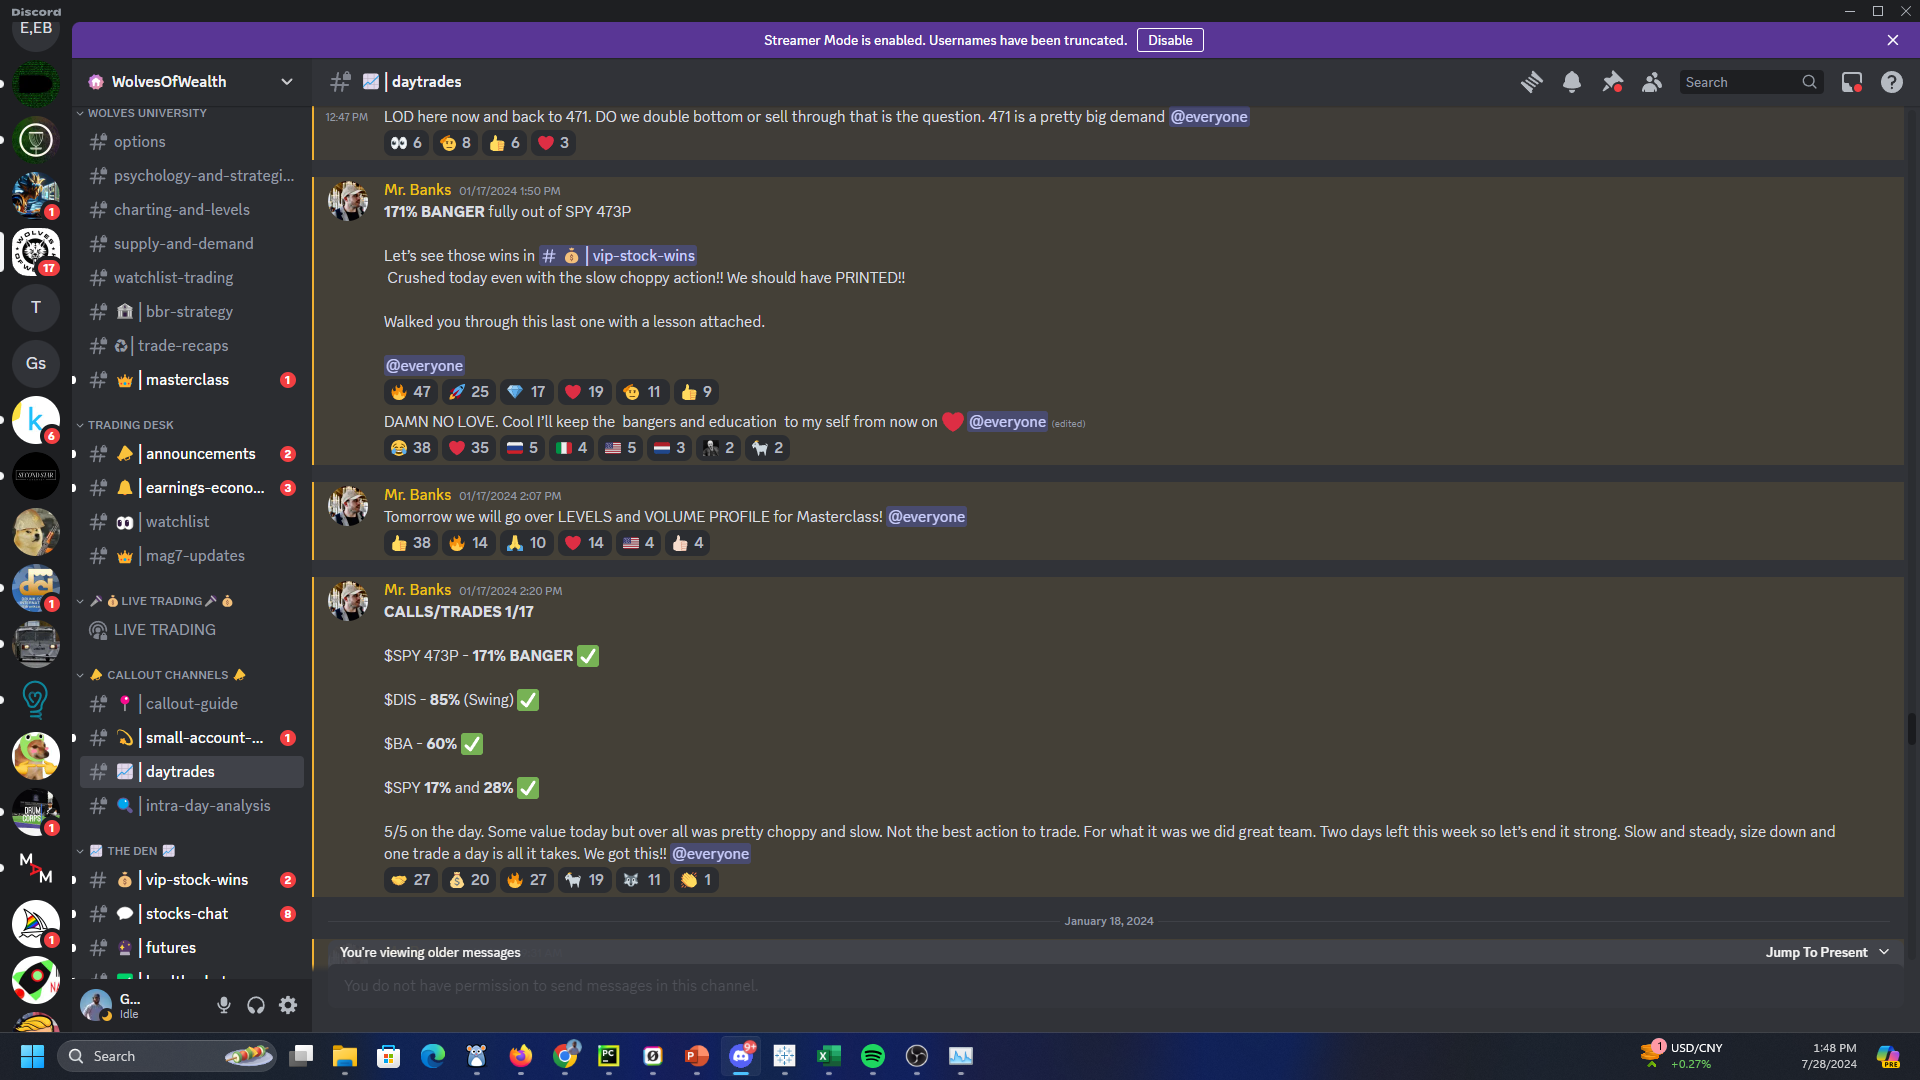 Discord
E,EB
Streamer Mode is enabled. Usernames have been truncated.
Disable
WolvesOfWealth
| daytrades
Search
WOLVES UNIVERSITY
options
psychology-and-strategi...
charting-and-levels
supply-and-demand
watchlist-trading
| bbr-strategy
| trade-recaps
| masterclass 1
TRADING DESK
| announcements 2
| earnings-econo... 3
| watchlist
| mag7-updates
LIVE TRADING
LIVE TRADING
CALLOUT CHANNELS
| callout-guide
| small-account-... 1
| daytrades
| intra-day-analysis
THE DEN
| vip-stock-wins 2
| stocks-chat 8
| futures
1
17
T
Gs
k
6
SECOND STAR
dci
1
DRUM CORPS
1
M A M
1
G...
Idle
12:47 PM LOD here now and back to 471. DO we double bottom or sell through that is the question. 471 is a pretty big demand @everyone
6 8 6 3
Mr. Banks 01/17/2024 1:50 PM
171% BANGER fully out of SPY 473P
Let's see those wins in # | vip-stock-wins
Crushed today even with the slow choppy action!! We should have PRINTED!!
Walked you through this last one with a lesson attached.
@everyone
47 25 17 19 11 9
DAMN NO LOVE. Cool I'll keep the bangers and education to my self from now on @everyone (edited)
38 35 5 4 5 3 2 2
Mr. Banks 01/17/2024 2:07 PM
Tomorrow we will go over LEVELS and VOLUME PROFILE for Masterclass! @everyone
38 14 10 14 4 4
Mr. Banks 01/17/2024 2:20 PM
CALLS/TRADES 1/17
$SPY 473P - 171% BANGER
$DIS - 85% (Swing)
$BA - 60%
$SPY 17% and 28%
5/5 on the day. Some value today but over all was pretty choppy and slow. Not the best action to trade. For what it was we did great team. Two days left this week so let's end it strong. Slow and steady, size down and
one trade a day is all it takes. We got this!! @everyone
27 20 27 19 11 1
January 18, 2024
You're viewing older messages
Jump To Present
You do not have permission to send messages in this channel.
Search
PC
9+
1
USD/CNY
+0.27%
1:48 PM
7/28/2024
PRE